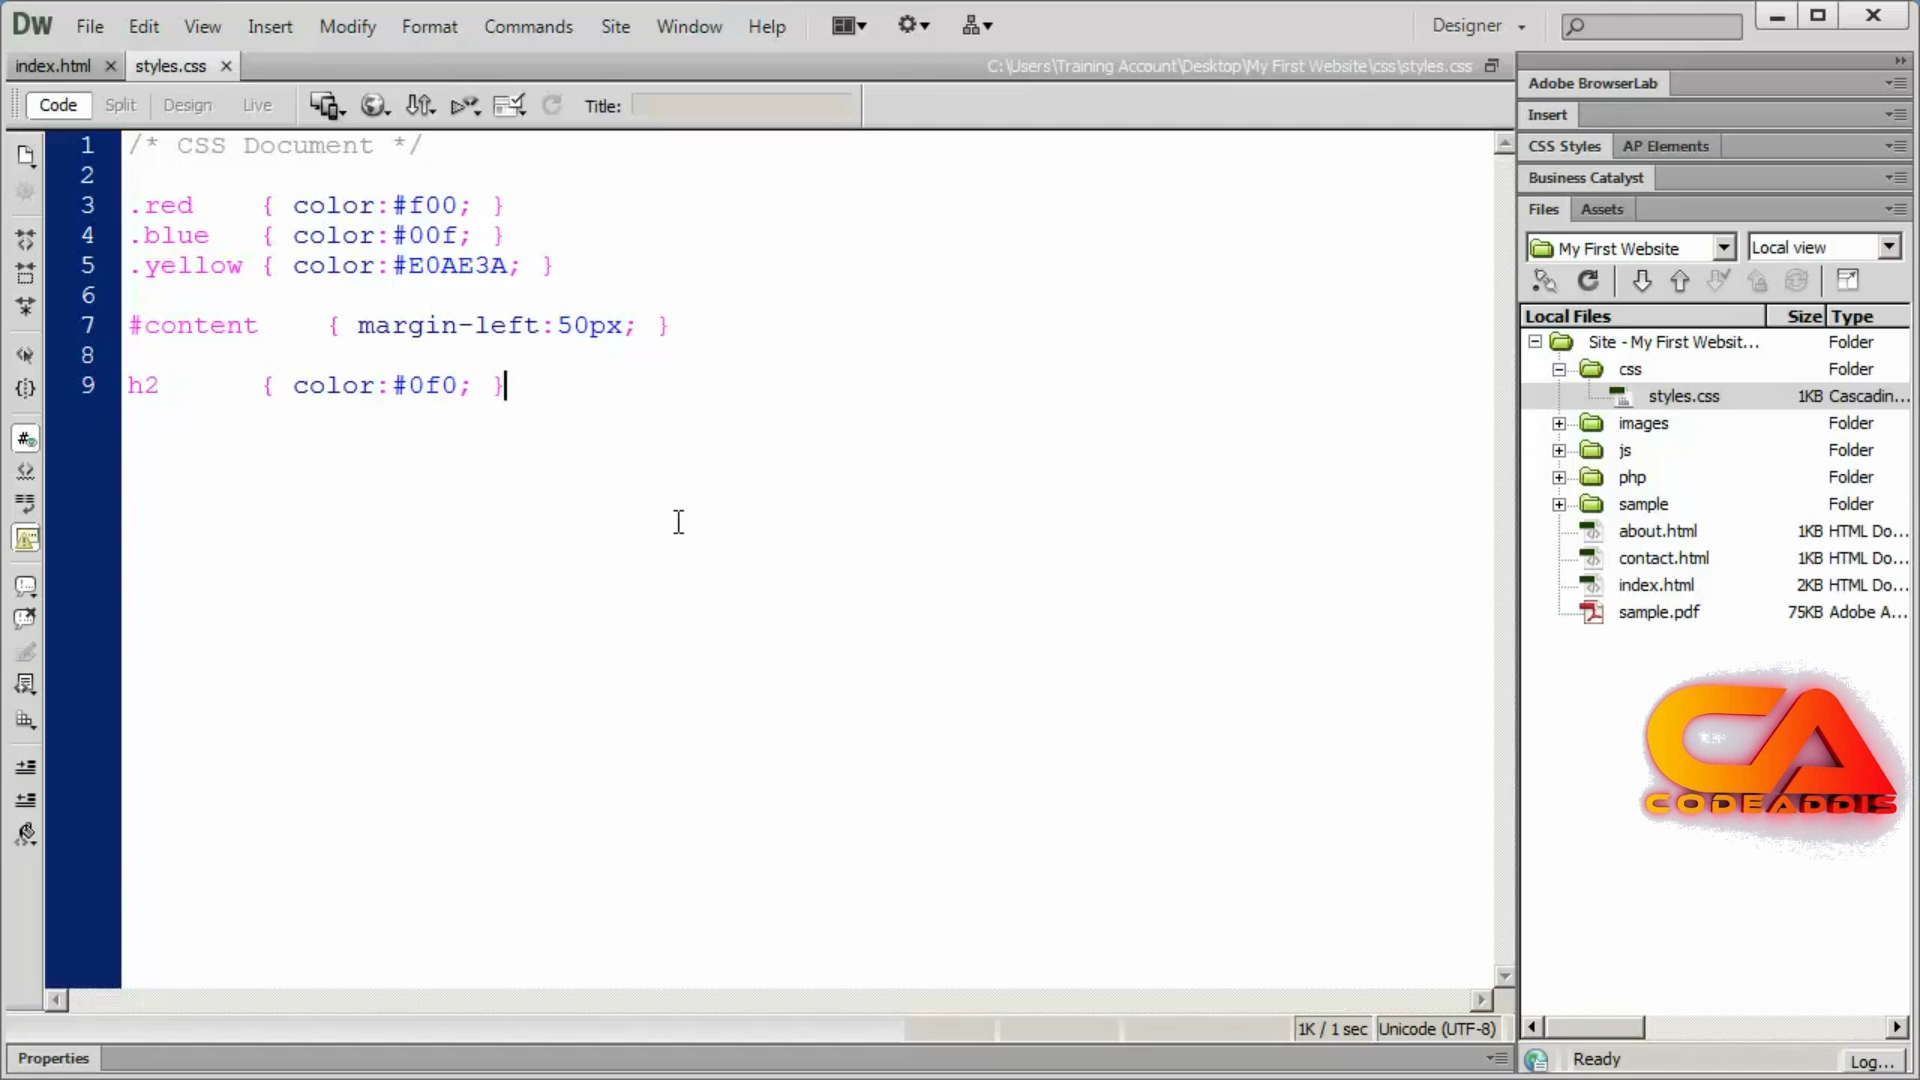 Dw File Edit View Insert Modify Format Commands Site Window Help Designer
index.html styles.css C:\Users\Training Account\Desktop\My First Website\css\styles.css
Code Split Design Live Title:
1 /* CSS Document */
2
3 .red { color:#f00; }
4 .blue { color:#00f; }
5 .yellow { color:#E0AE3A; }
6
7 #content { margin-left:50px; }
8
9 h2 { color:#0f0; }
1K / 1 sec Unicode (UTF-8)
Properties
Adobe BrowserLab
Insert
CSS Styles AP Elements
Business Catalyst
Files Assets
My First Website Local view
Local Files Size Type
Site - My First Websit... Folder
css Folder
styles.css 1KB Cascadin...
images Folder
js Folder
php Folder
sample Folder
about.html 1KB HTML Do...
contact.html 1KB HTML Do...
index.html 2KB HTML Do...
sample.pdf 75KB Adobe A...
CA
CODEADDIS
Ready Log...